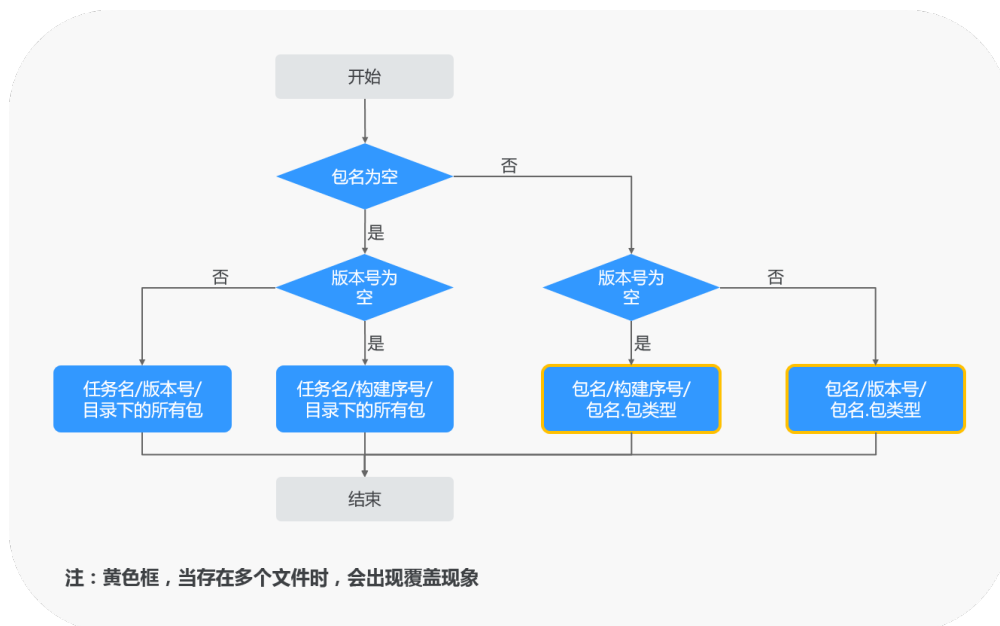 开始
包名为空
否
是
版本号为
空
否
是
版本号为
空
否
是
任务名/版本号/
目录下的所有包
任务名/构建序号/
目录下的所有包
包名/构建序号/
包名.包类型
包名/版本号/
包名.包类型
结束
注：黄色框，当存在多个文件时，会出现覆盖现象